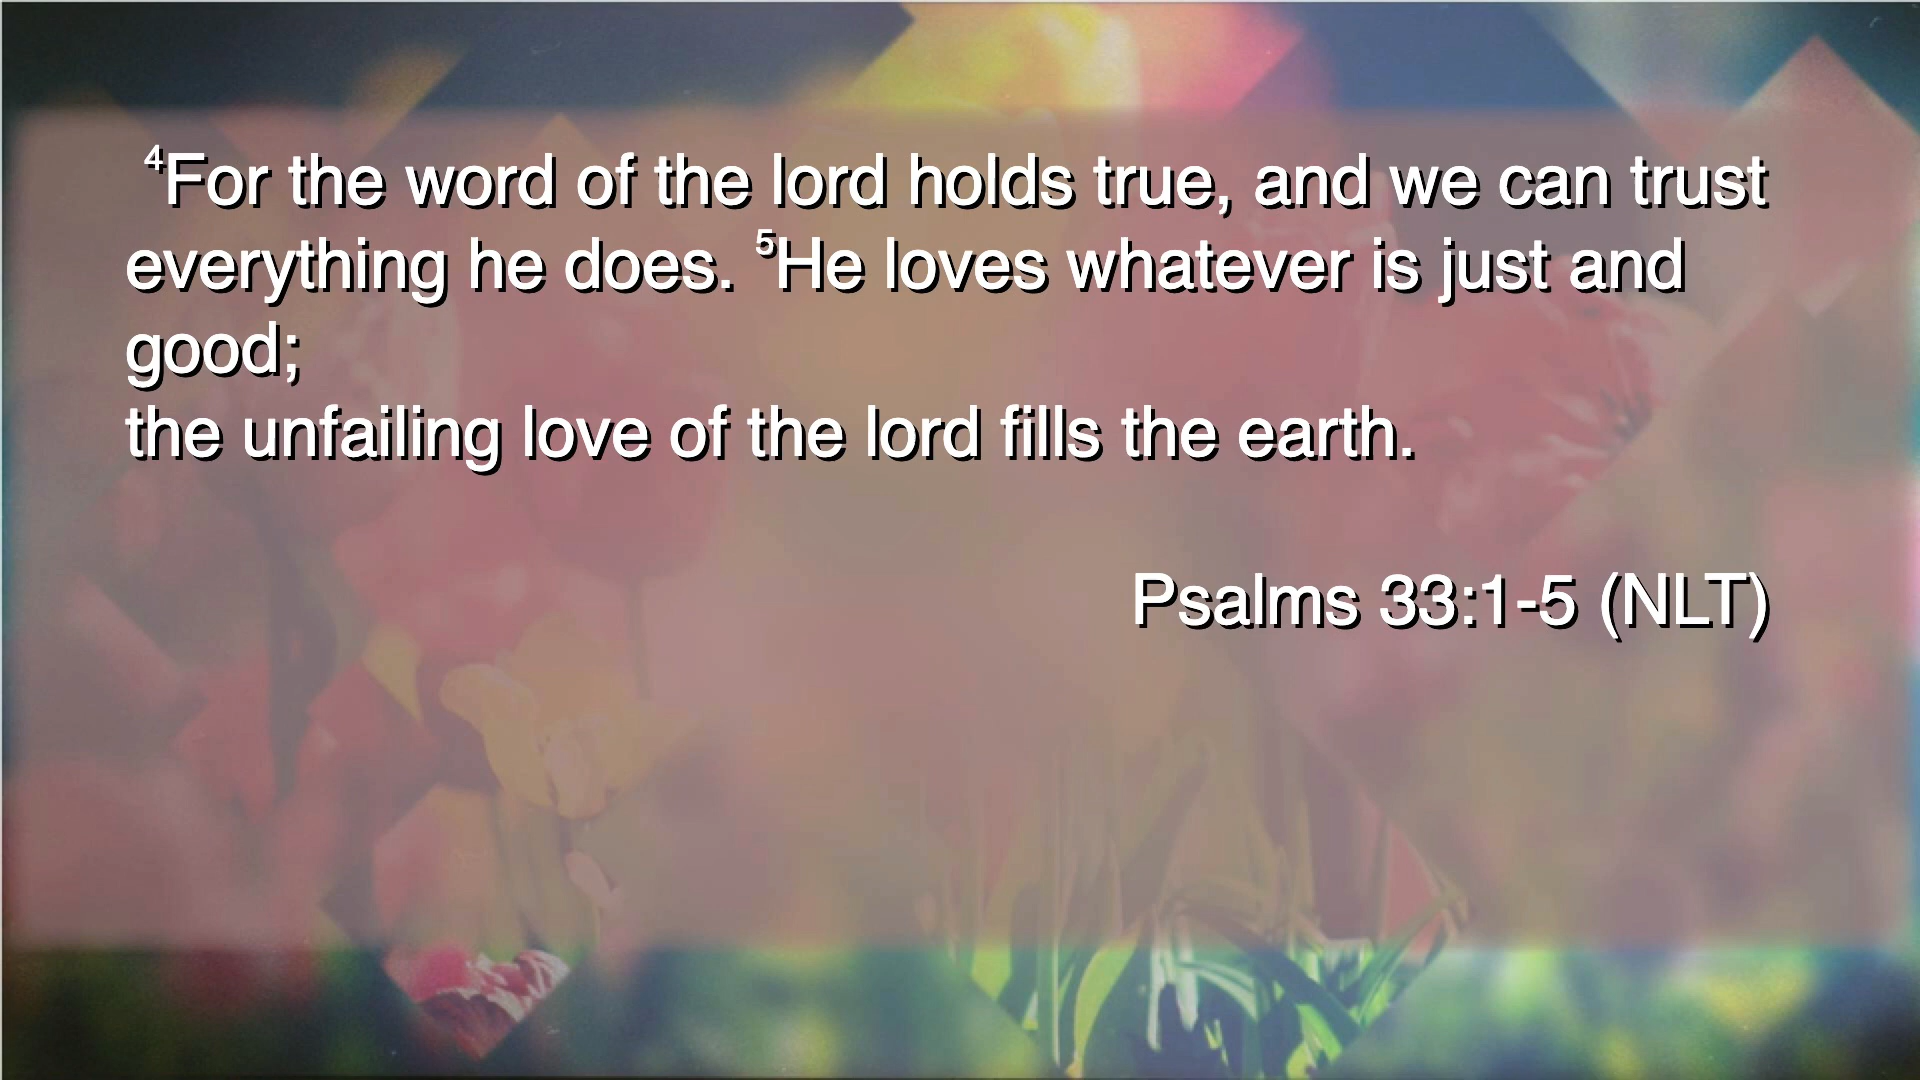 ⁴For the word of the lord holds true, and we can trust
everything he does. ⁵He loves whatever is just and
good;
the unfailing love of the lord fills the earth.
Psalms 33:1-5 (NLT)